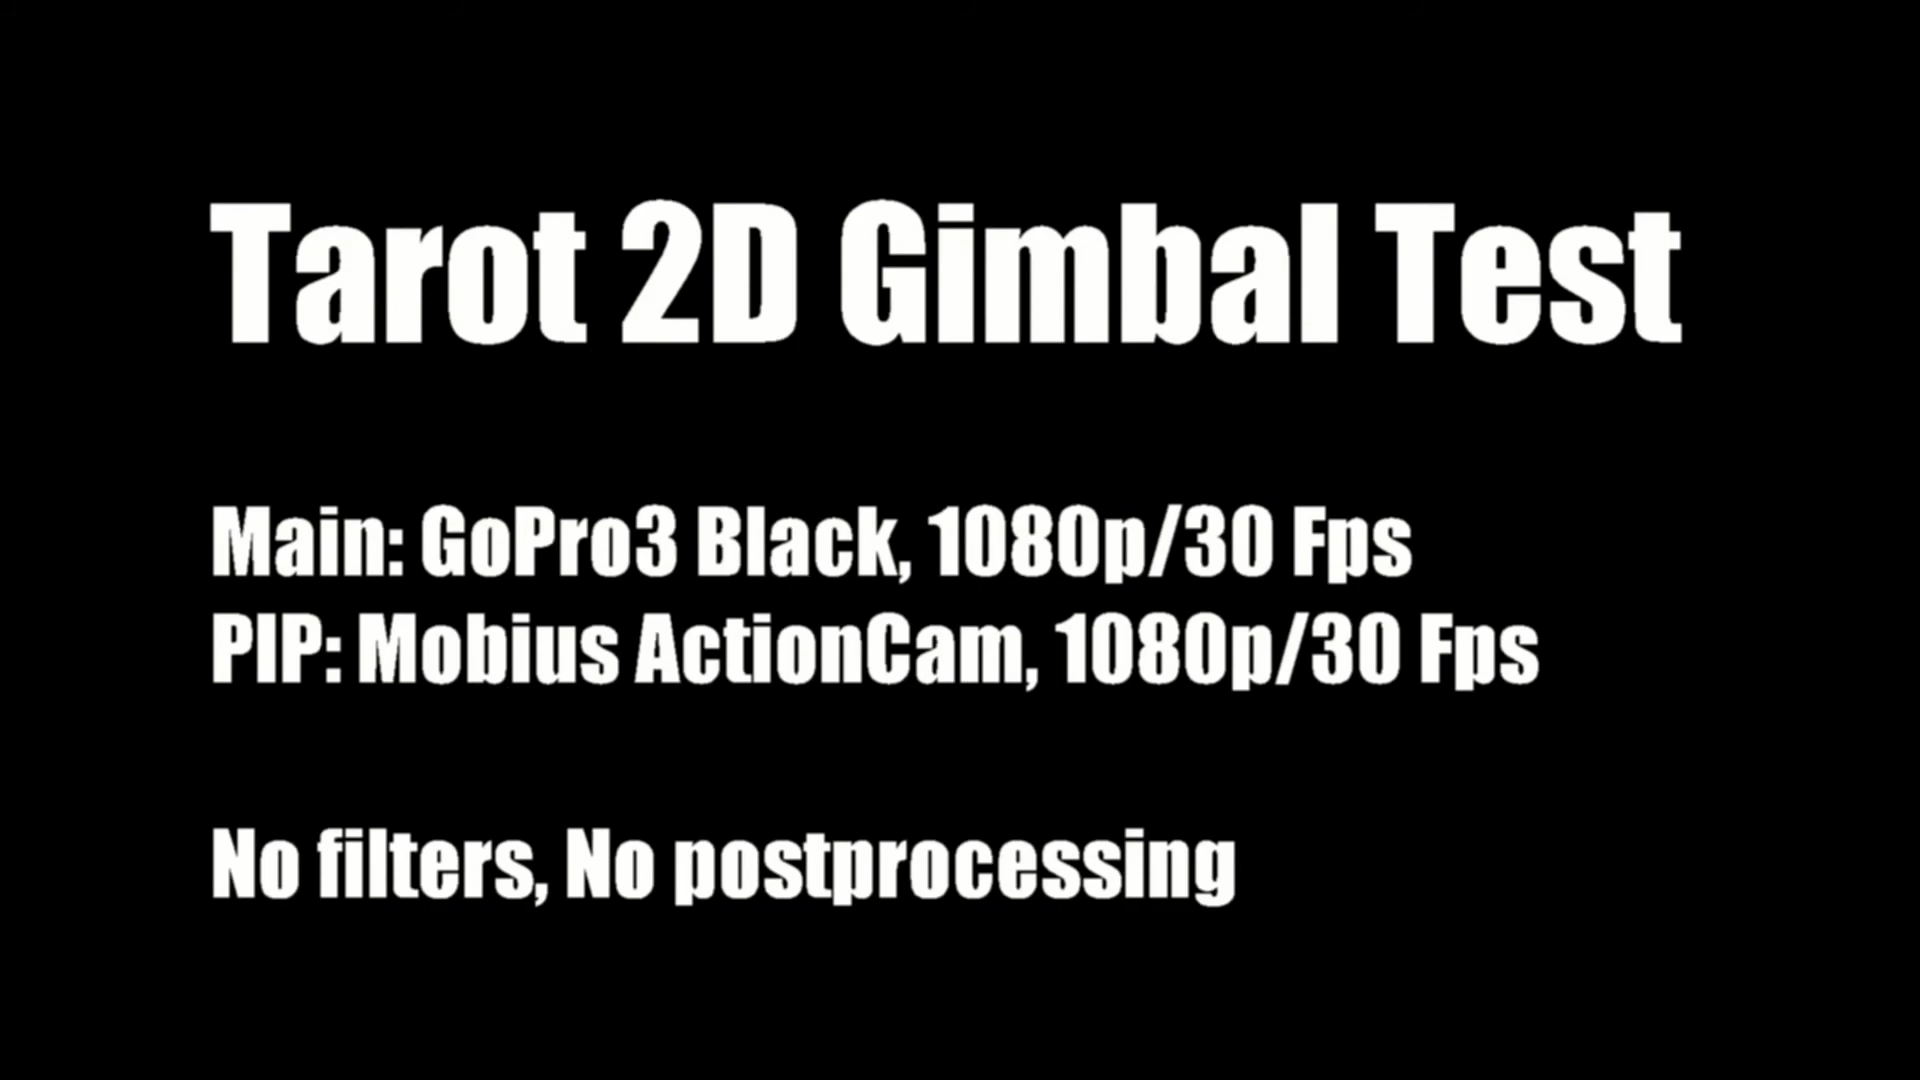 Tarot 2D Gimbal Test
Main: GoPro3 Black, 1080p/30 Fps
PIP: Mobius ActionCam, 1080p/30 Fps
No filters, No postprocessing